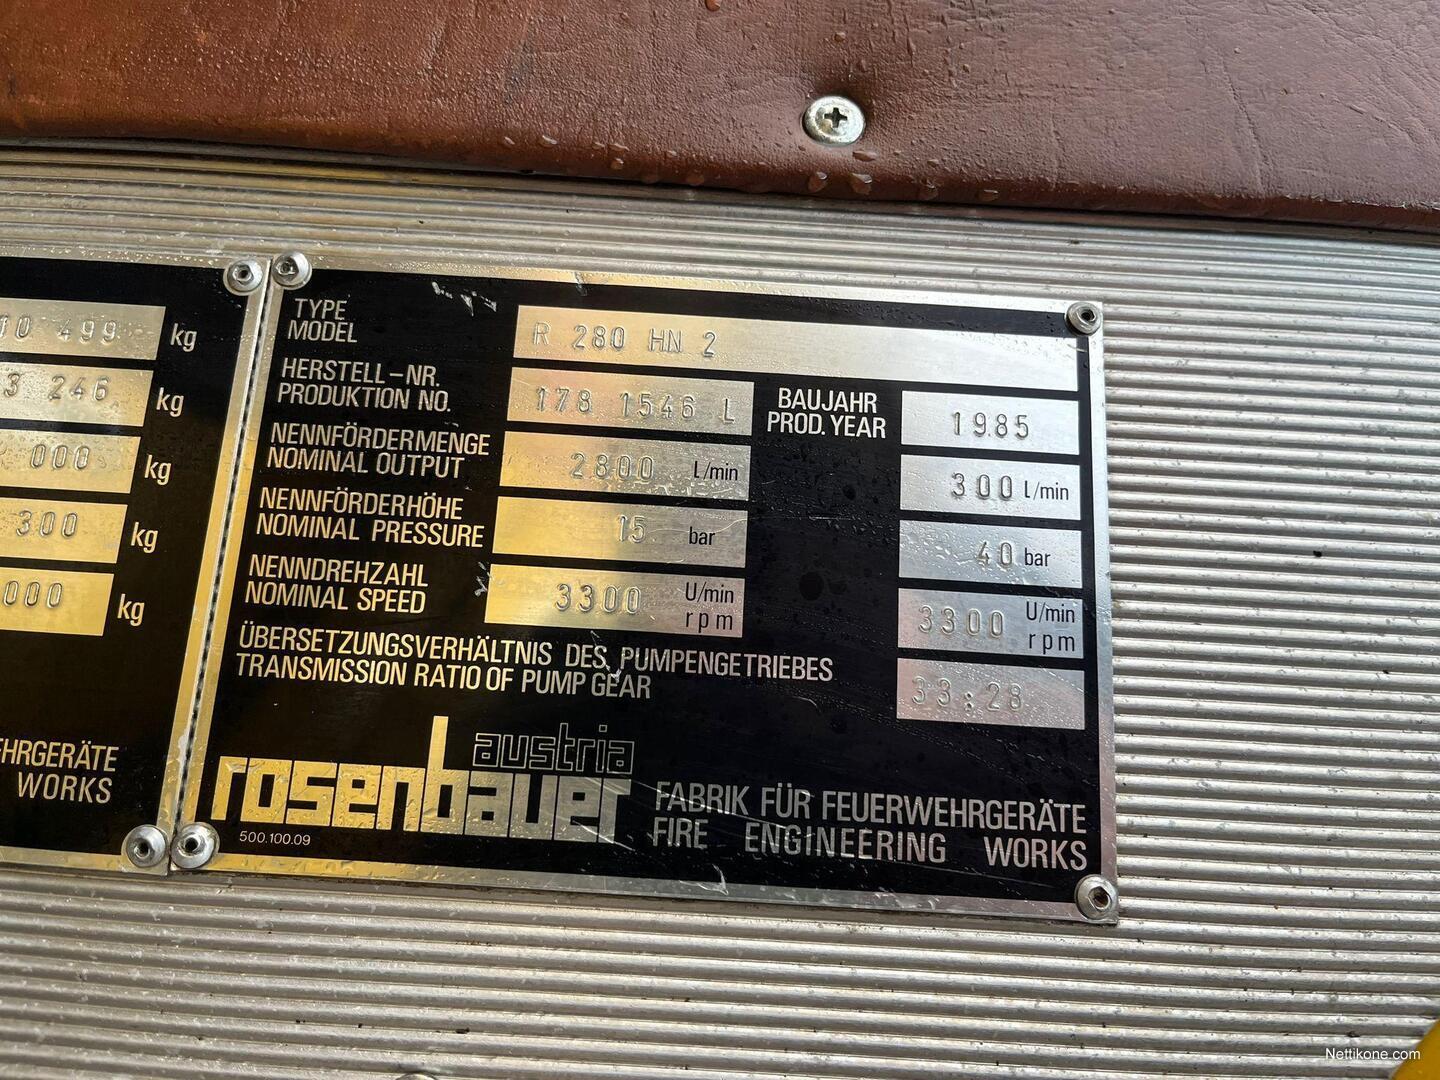 10 499 kg
3 246 kg
000 kg
300 kg
000 kg
EHRGERÄTE
WORKS
TYPE
MODEL
R 280 HN 2
HERSTELL-NR.
PRODUKTION NO.
178 1546 L
BAUJAHR
PROD. YEAR
1985
NENNFÖRDERMENGE
NOMINAL OUTPUT
2800 L/min
300 L/min
NENNFÖRDERHÖHE
NOMINAL PRESSURE
15 bar
40 bar
NENNDREHZAHL
NOMINAL SPEED
3300 U/min
rpm
3300 U/min
rpm
ÜBERSETZUNGSVERHÄLTNIS DES PUMPENGETRIEBES
TRANSMISSION RATIO OF PUMP GEAR
33:28
austria
rosenbauer
500.100.09
FABRIK FÜR FEUERWEHRGERÄTE
FIRE ENGINEERING WORKS
Nettikone.com